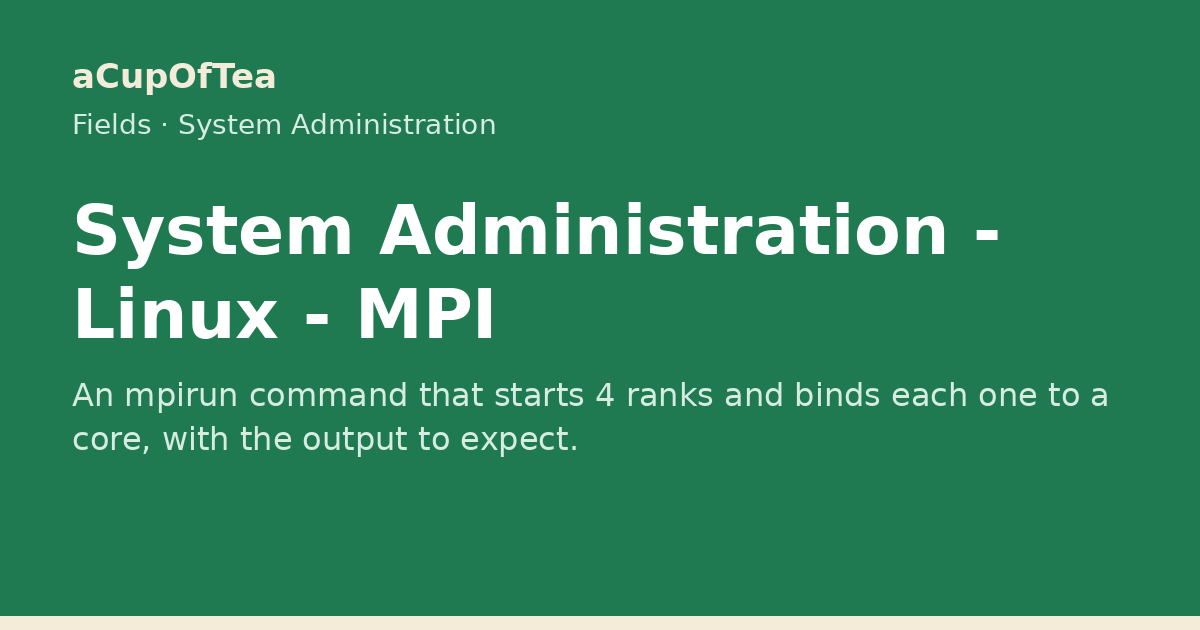 aCupOfTea
Fields · System Administration
System Administration -
Linux - MPI
An mpirun command that starts 4 ranks and binds each one to a
core, with the output to expect.